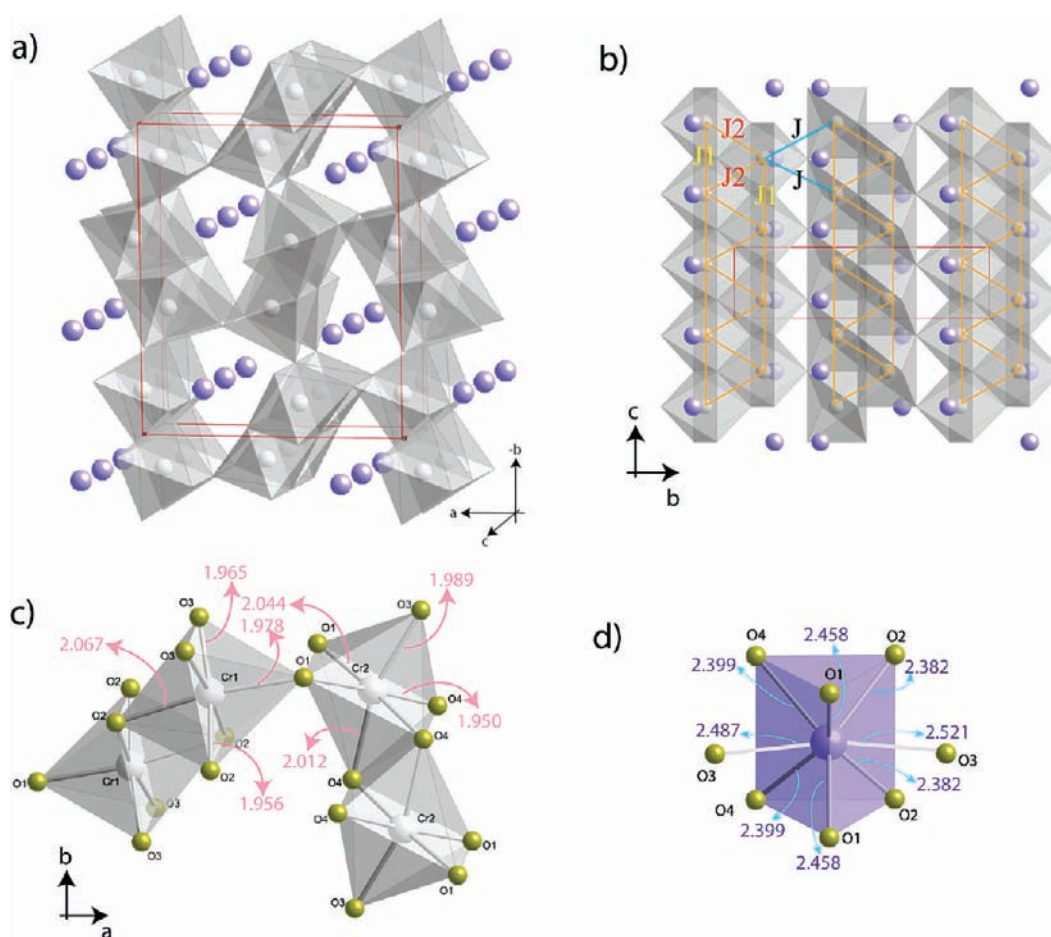 a)
-b
a
c
b)
J2
J
J1
J2
J
J1
c
b
c)
1.965
1.989
O3
2.044
O3
1.978
O1
2.067
O3
Cr1
O1
Cr2
O2
O4
O2
1.950
O2
O4
2.012
O1
Cr1
O2
O4
1.956
O4
O3
Cr2
O3
O1
O1
O3
b
a
d)
O4
2.458
O2
2.399
O1
2.382
2.487
2.521
O3
O3
2.382
O4
O2
2.399
O1
2.458